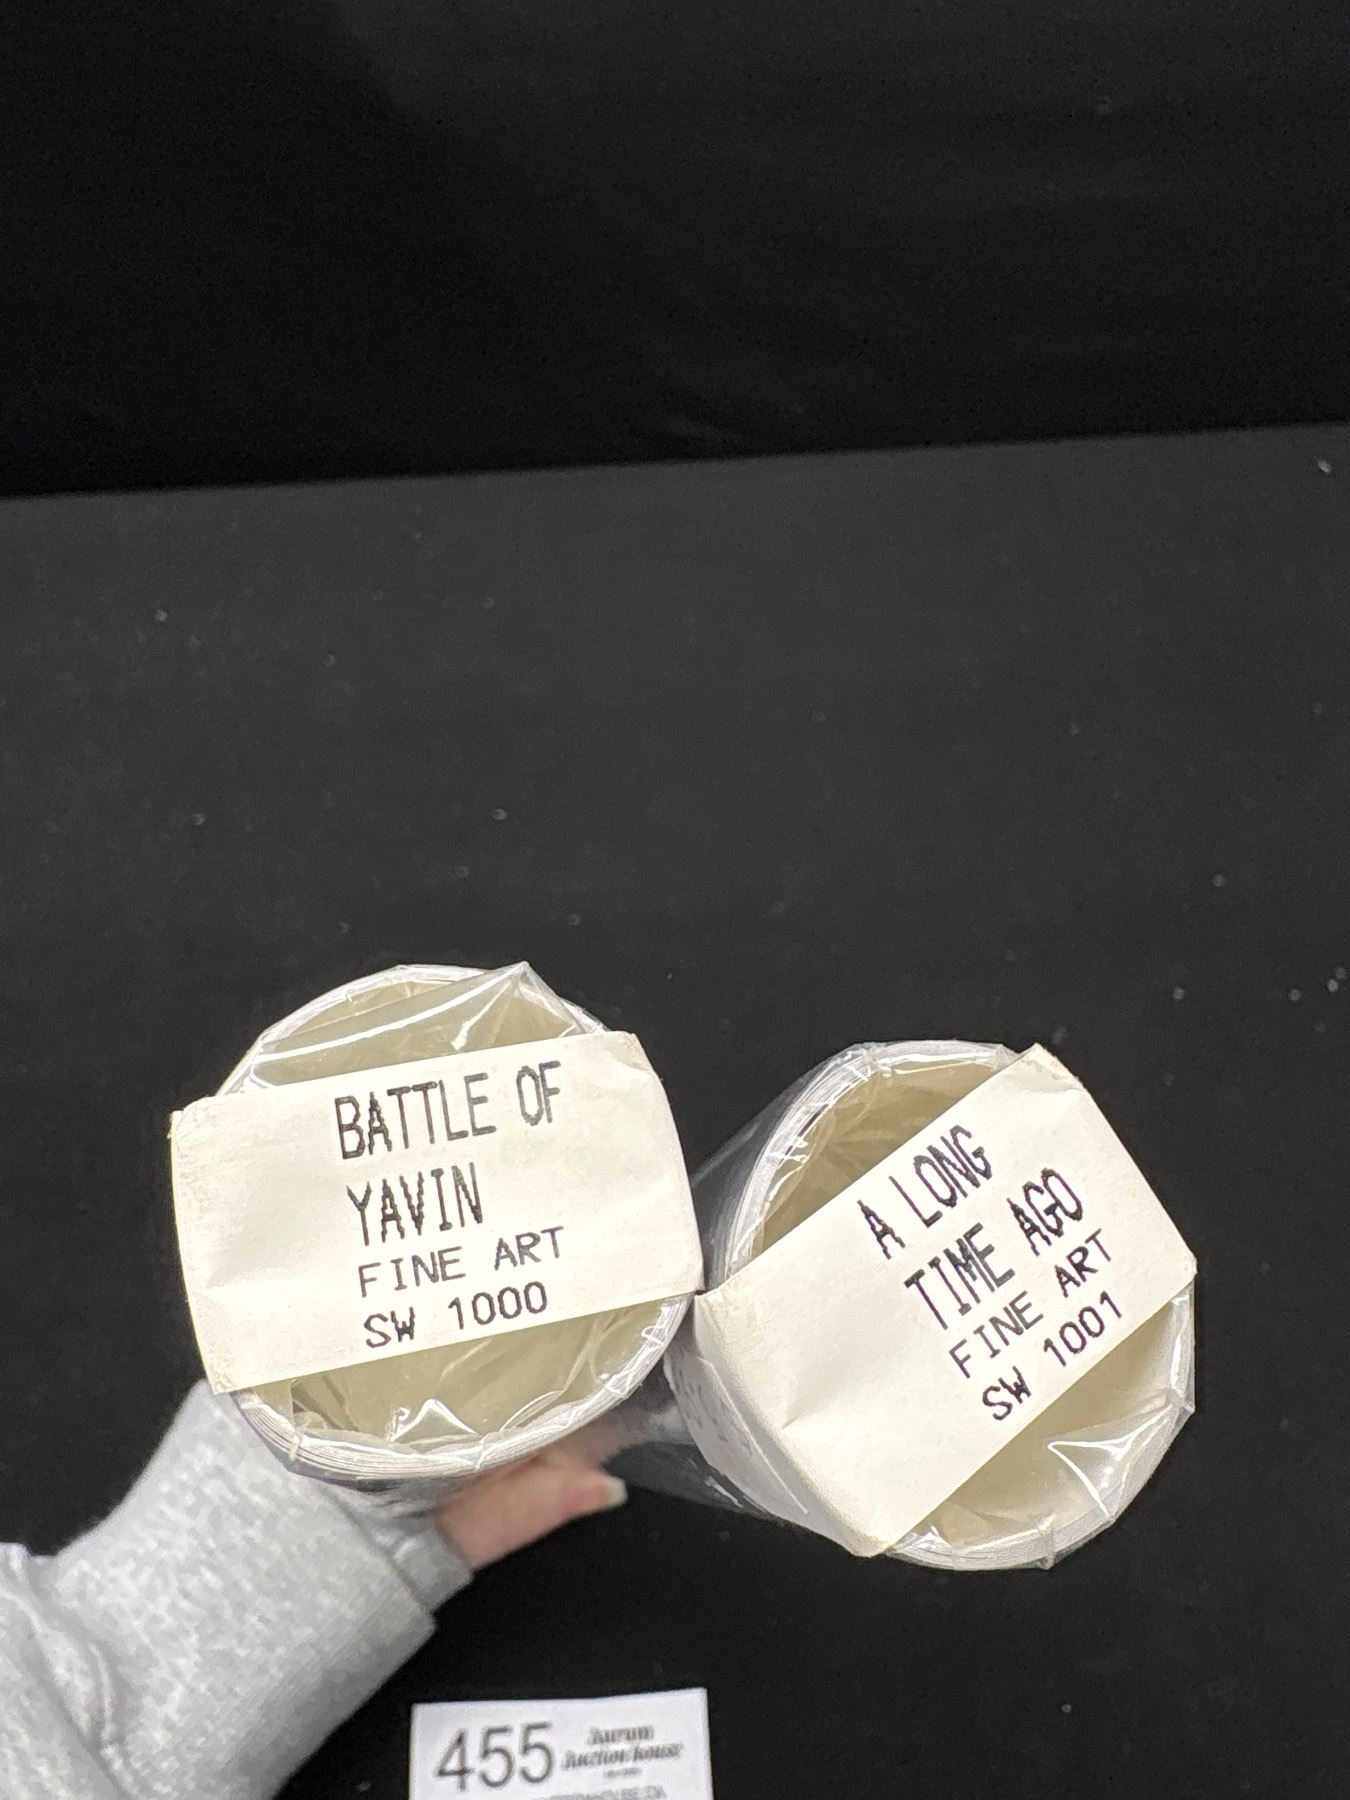 BATTLE OF
YAVIN
FINE ART
SW 1000
A LONG
TIME AGO
FINE ART
SW 1001
455
Aurum
Auction house